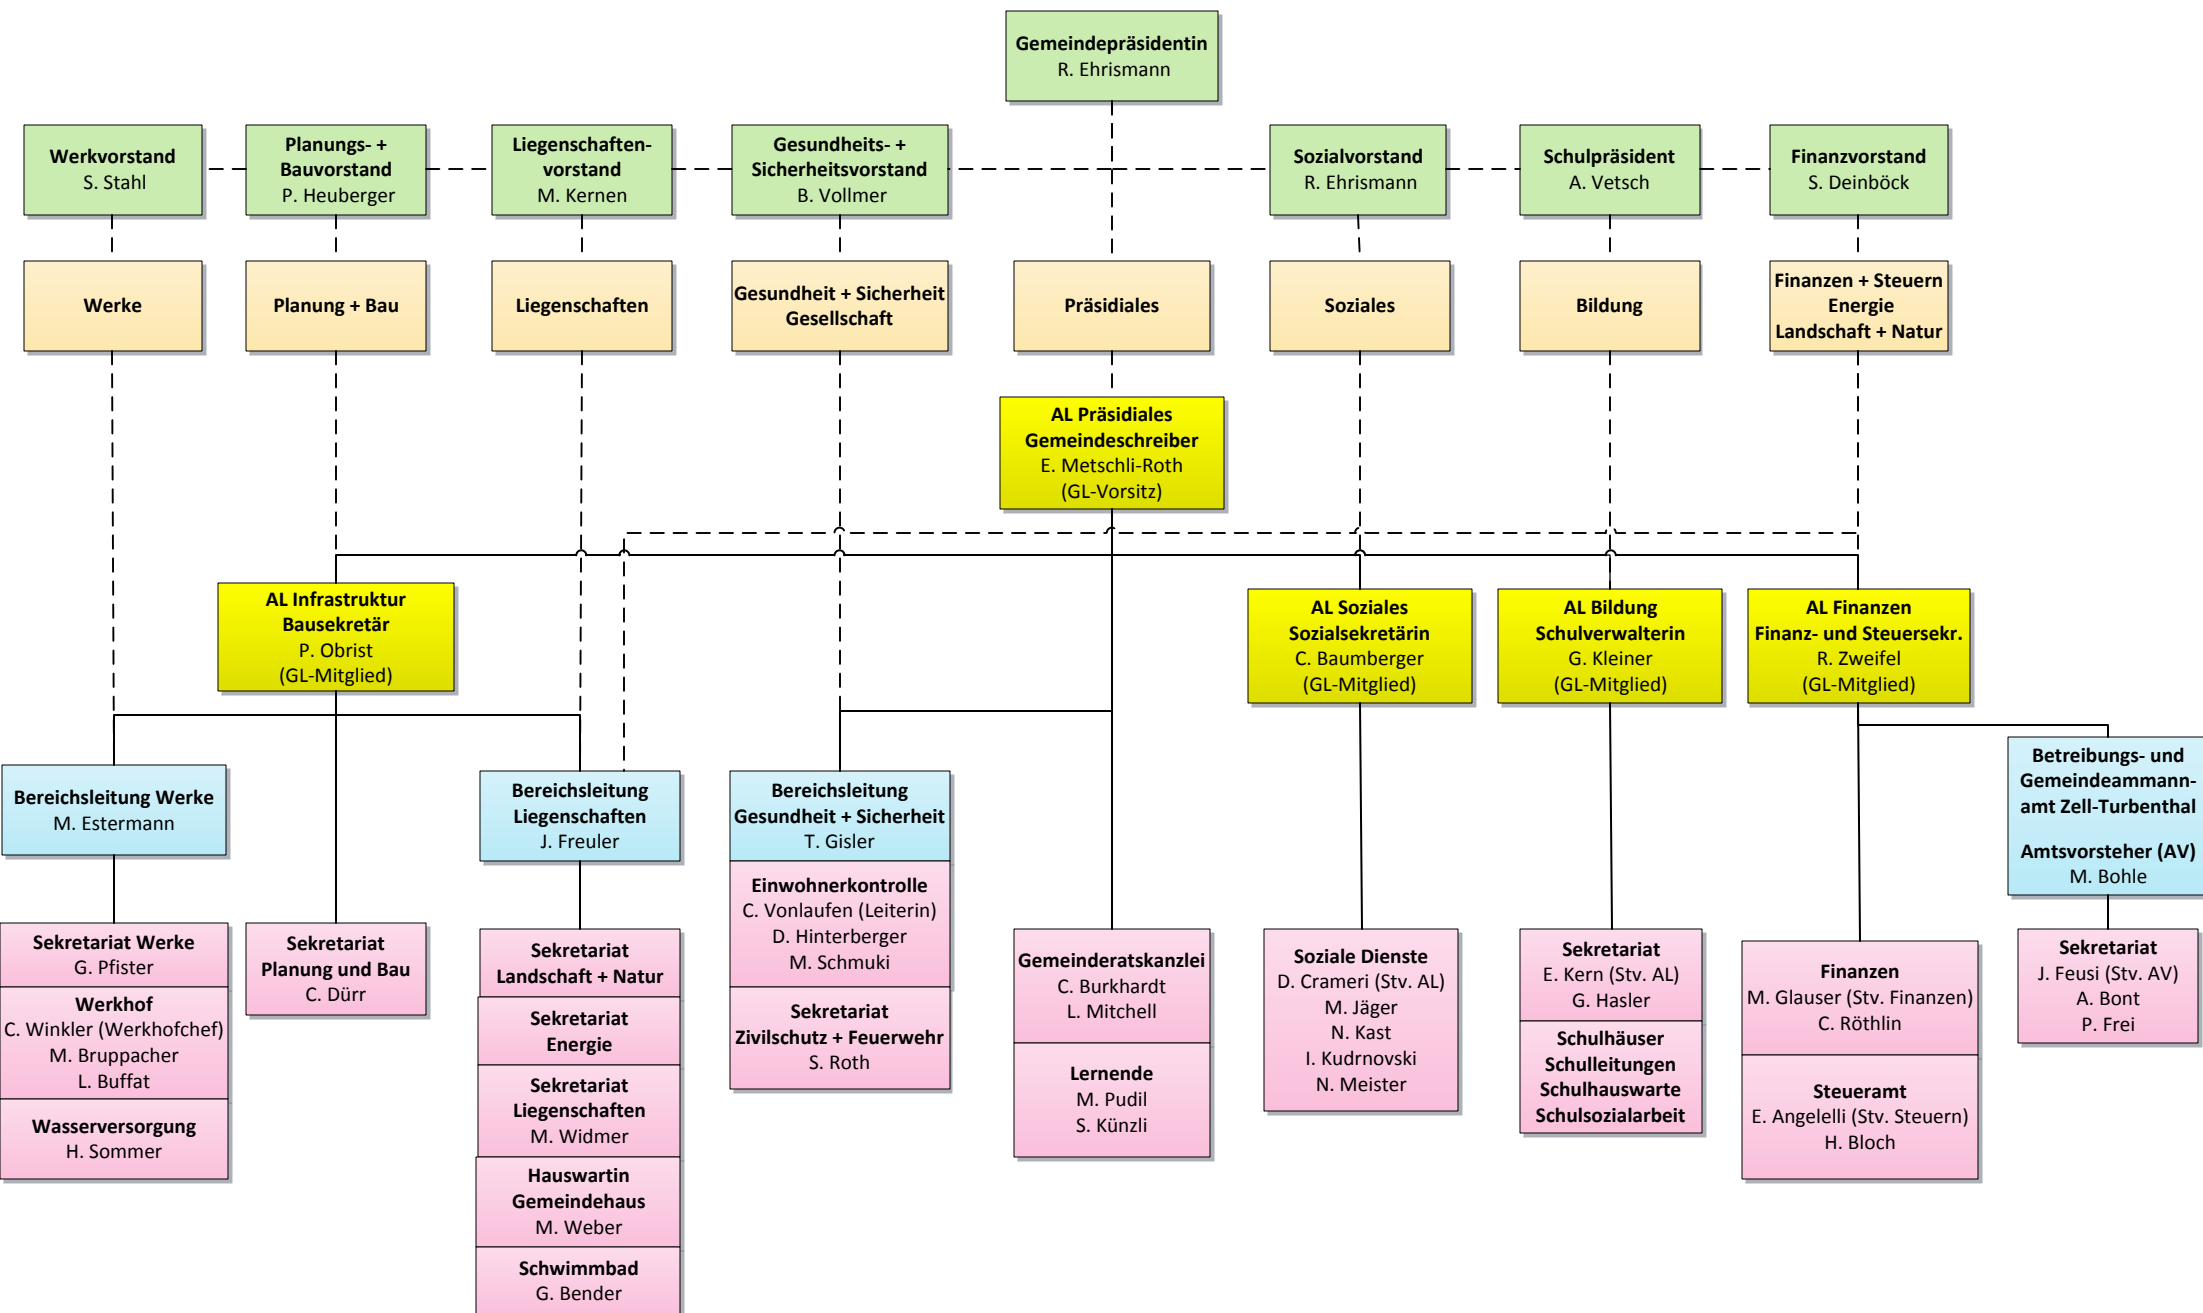 Gemeindepräsidentin
R. Ehrismann
Werkvorstand
S. Stahl
Planungs- +
Bauvorstand
P. Heuberger
Liegenschaften-
vorstand
M. Kernen
Gesundheits- +
Sicherheitsvorstand
B. Vollmer
Sozialvorstand
R. Ehrismann
Schulpräsident
A. Vetsch
Finanzvorstand
S. Deinböck
Werke
Planung + Bau
Liegenschaften
Gesundheit + Sicherheit
Gesellschaft
Präsidiales
Soziales
Bildung
Finanzen + Steuern
Energie
Landschaft + Natur
AL Präsidiales
Gemeindeschreiber
E. Metschli-Roth
(GL-Vorsitz)
AL Infrastruktur
Bausekretär
P. Obrist
(GL-Mitglied)
AL Soziales
Sozialsekretärin
C. Baumberger
(GL-Mitglied)
AL Bildung
Schulverwalterin
G. Kleiner
(GL-Mitglied)
AL Finanzen
Finanz- und Steuersekr.
R. Zweifel
(GL-Mitglied)
Bereichsleitung Werke
M. Estermann
Bereichsleitung
Liegenschaften
J. Freuler
Bereichsleitung
Gesundheit + Sicherheit
T. Gisler
Betreibungs- und
Gemeindeammann-
amt Zell-Turbenthal
Amtsvorsteher (AV)
M. Bohle
Sekretariat Werke
G. Pfister
Werkhof
C. Winkler (Werkhofchef)
M. Bruppacher
L. Buffat
Wasserversorgung
H. Sommer
Sekretariat
Planung und Bau
C. Dürr
Sekretariat
Landschaft + Natur
Sekretariat
Energie
Sekretariat
Liegenschaften
M. Widmer
Hauswartin
Gemeindehaus
M. Weber
Schwimmbad
G. Bender
Einwohnerkontrolle
C. Vonlaufen (Leiterin)
D. Hinterberger
M. Schmuki
Sekretariat
Zivilschutz + Feuerwehr
S. Roth
Gemeinderatskanzlei
C. Burkhardt
L. Mitchell
Lernende
M. Pudil
S. Künzli
Soziale Dienste
D. Crameri (Stv. AL)
M. Jäger
N. Kast
I. Kudrnovski
N. Meister
Sekretariat
E. Kern (Stv. AL)
G. Hasler
Schulhäuser
Schulleitungen
Schulhauswarte
Schulsozialarbeit
Finanzen
M. Glauser (Stv. Finanzen)
C. Röthlin
Steueramt
E. Angelelli (Stv. Steuern)
H. Bloch
Sekretariat
J. Feusi (Stv. AV)
A. Bont
P. Frei